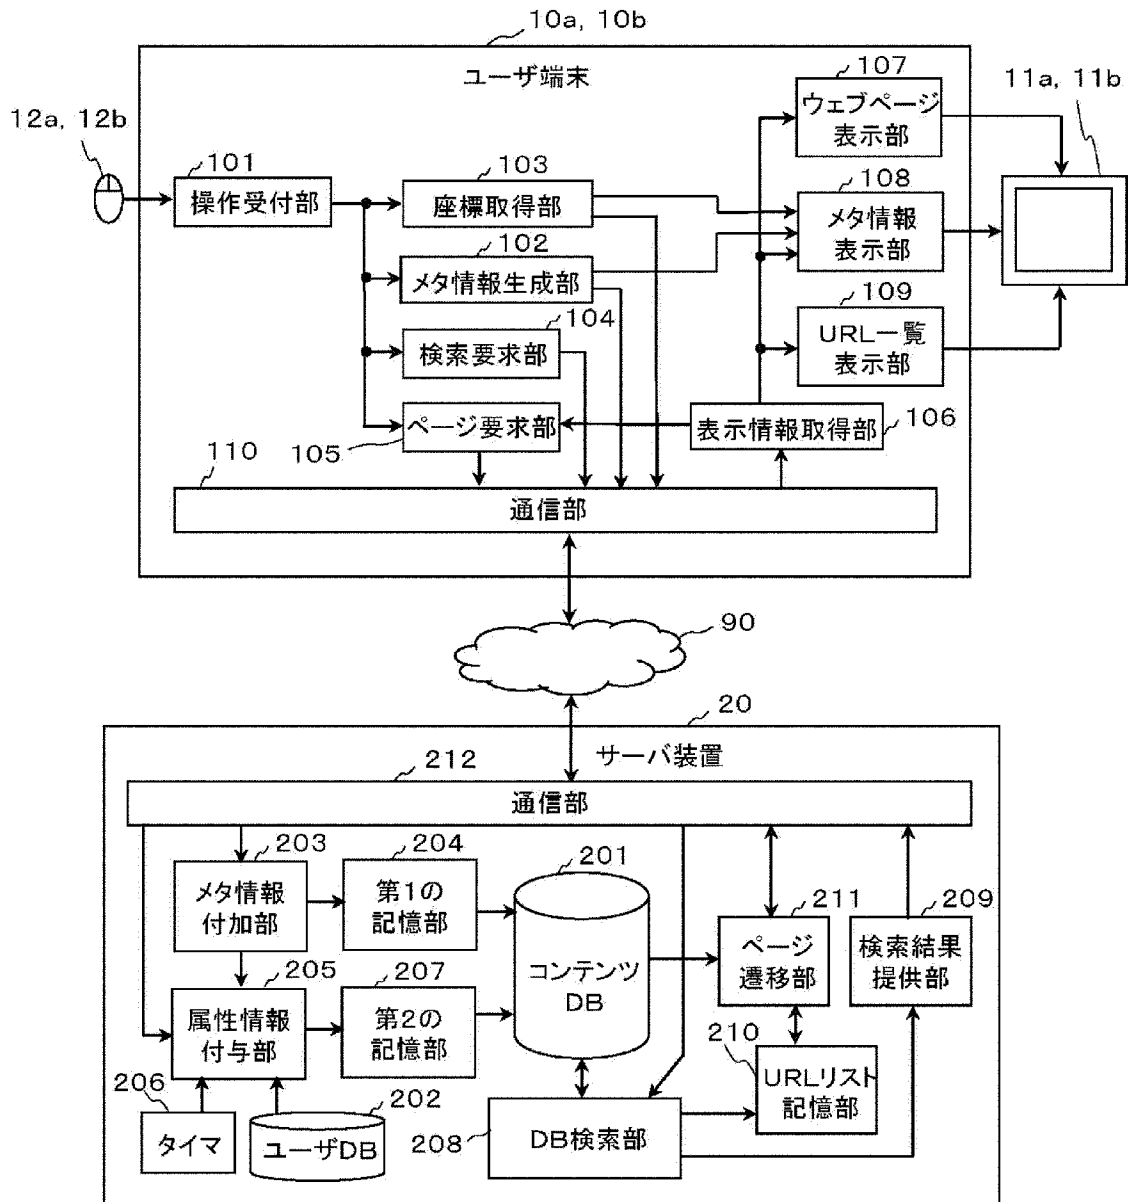 10a, 10b
ユーザ端末
107
11a, 11b
12a, 12b
ウェブページ
表示部
101
操作受付部
103
座標取得部
108
メタ情報
表示部
102
メタ情報生成部
109
URL一覧
表示部
104
検索要求部
ページ要求部
105
表示情報取得部
106
110
通信部
90
20
サーバ装置
212
通信部
203
メタ情報
付加部
204
第1の
記憶部
201
コンテンツ
DB
211
ページ
遷移部
209
検索結果
提供部
205
属性情報
付与部
207
第2の
記憶部
210
URLリスト
記憶部
206
タイマ
202
ユーザDB
208
DB検索部